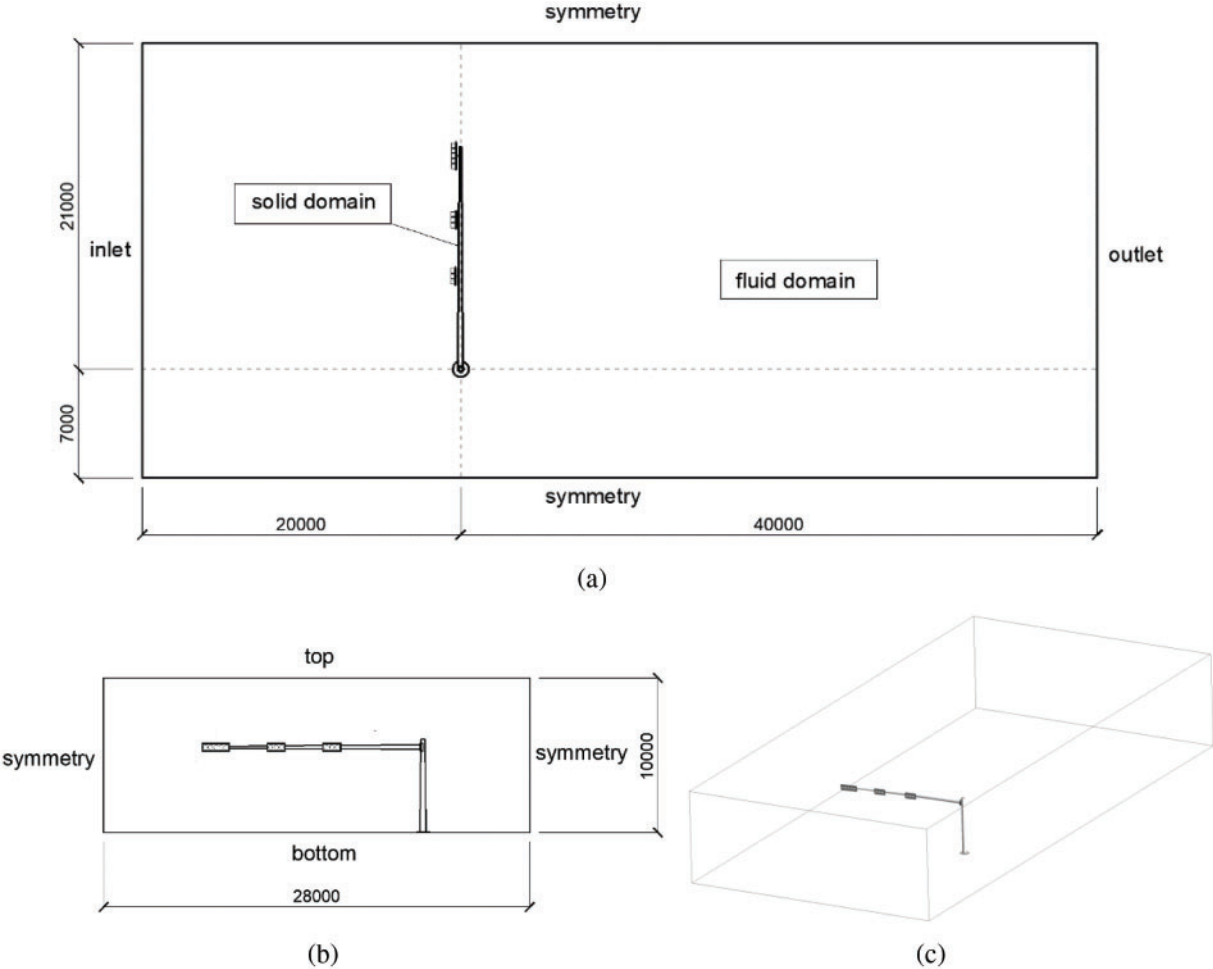 symmetry
21000
solid domain
inlet
fluid domain
outlet
7000
symmetry
20000
40000
(a)
top
symmetry
symmetry
10000
bottom
28000
(b)
(c)